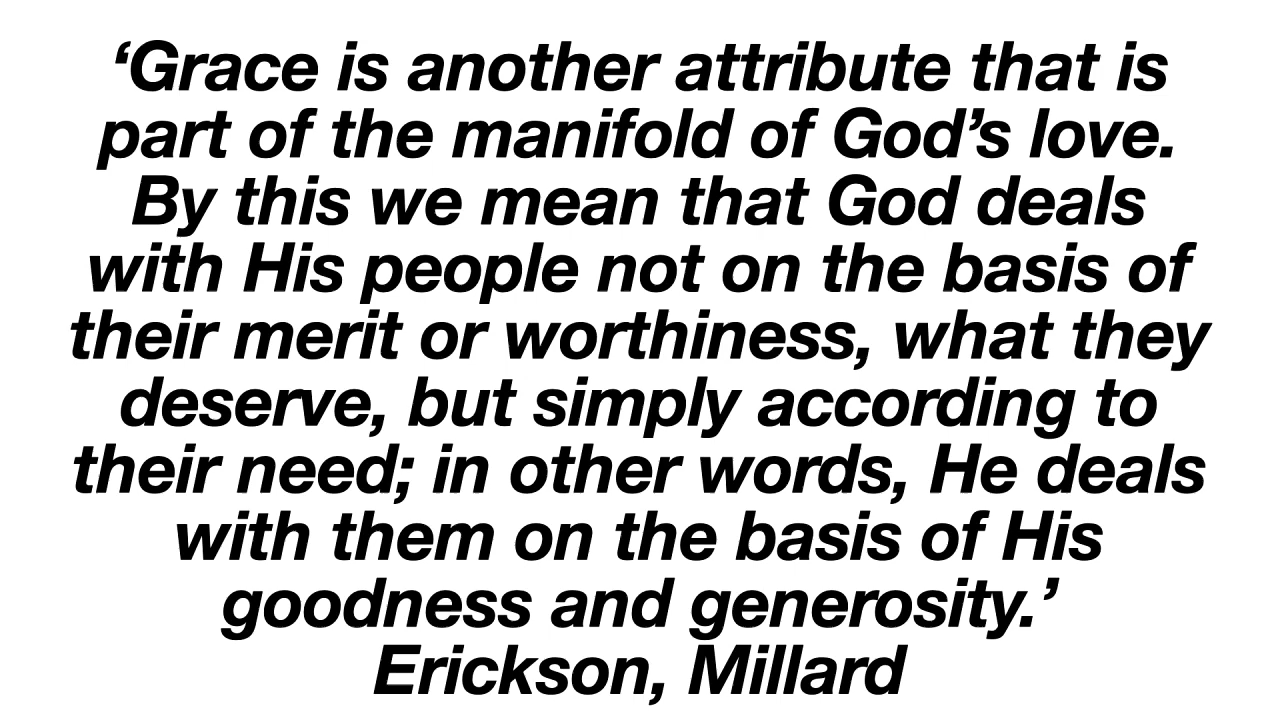 ‘Grace is another attribute that is
part of the manifold of God’s love.
By this we mean that God deals
with His people not on the basis of
their merit or worthiness, what they
deserve, but simply according to
their need; in other words, He deals
with them on the basis of His
goodness and generosity.’
Erickson, Millard